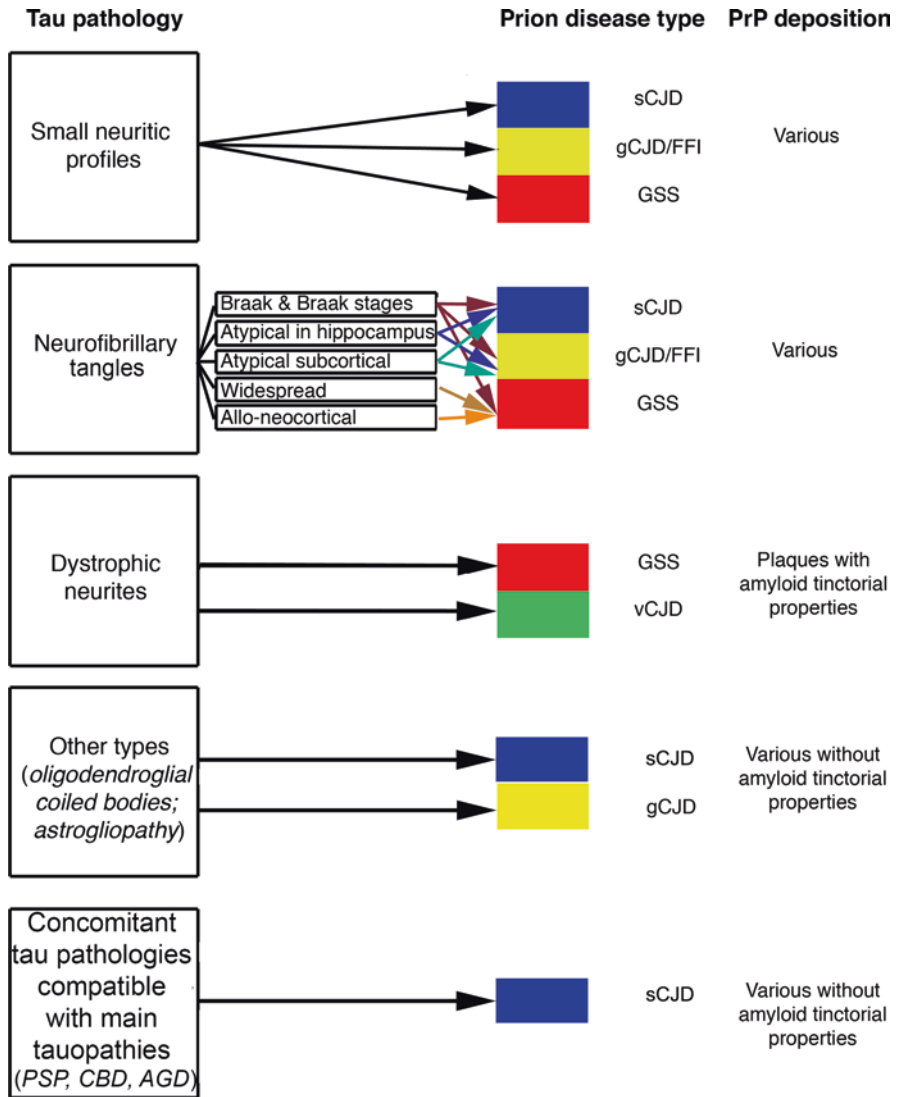 Tau pathology
Prion disease type
PrP deposition
Small neuritic
profiles
sCJD
gCJD/FFI
GSS
Various
Neurofibrillary
tangles
Braak & Braak stages
Atypical in hippocampus
Atypical subcortical
Widespread
Allo-neocortical
sCJD
gCJD/FFI
GSS
Various
Dystrophic
neurites
GSS
vCJD
Plaques with
amyloid tinctorial
properties
Other types
(oligodendroglial
coiled bodies;
astrogliopathy)
sCJD
gCJD
Various without
amyloid tinctorial
properties
Concomitant
tau pathologies
compatible
with main
tauopathies
(PSP, CBD, AGD)
sCJD
Various without
amyloid tinctorial
properties